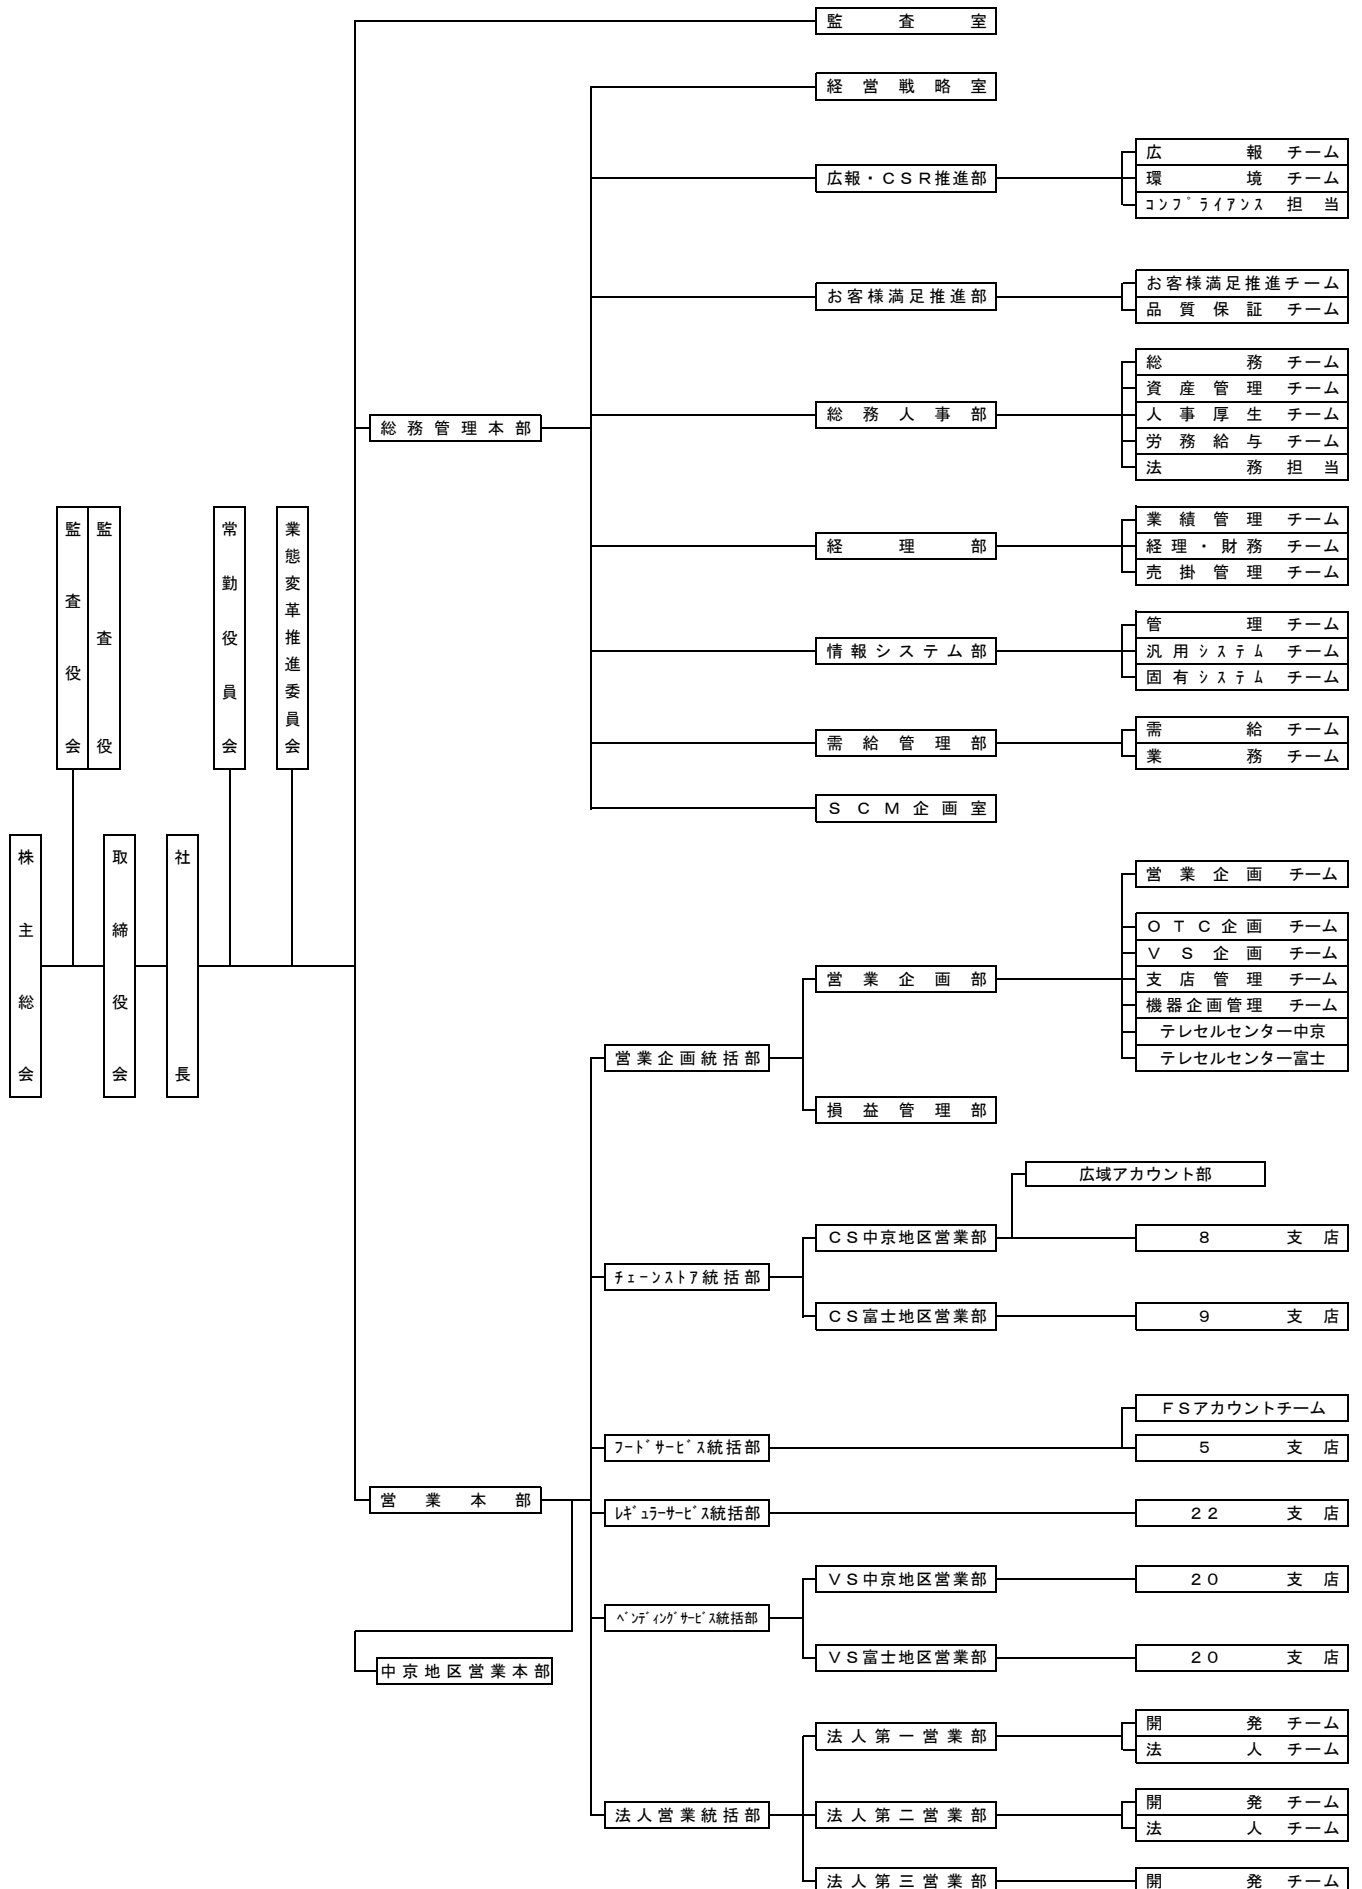 監査室
経営戦略室
広報チーム
広報・ＣＳＲ推進部
環境チーム
ｺﾝﾌﾟﾗｲｱﾝｽ担当
お客様満足推進チーム
お客様満足推進部
品質保証チーム
総務チーム
資産管理チーム
総務人事部
人事厚生チーム
総務管理本部
労務給与チーム
法務担当
監査役会
監査役
常勤役員会
業態変革推進委員会
業績管理チーム
経理部
経理・財務チーム
売掛管理チーム
管理チーム
情報システム部
汎用ｼｽﾃﾑチーム
固有ｼｽﾃﾑチーム
需給チーム
需給管理部
業務チーム
ＳＣＭ企画室
株主総会
取締役会
社長
営業企画チーム
ＯＴＣ企画チーム
ＶＳ企画チーム
営業企画部
支店管理チーム
機器企画管理チーム
テレセルセンター中京
営業企画統括部
テレセルセンター富士
損益管理部
広域アカウント部
ＣＳ中京地区営業部
８支店
ﾁｪｰﾝｽﾄｱ統括部
ＣＳ富士地区営業部
９支店
ＦＳアカウントチーム
ﾌｰﾄﾞｻｰﾋﾞｽ統括部
５支店
営業本部
ﾚｷﾞｭﾗｰｻｰﾋﾞｽ統括部
２２支店
ＶＳ中京地区営業部
２０支店
ﾍﾞﾝﾃﾞｨﾝｸﾞｻｰﾋﾞｽ統括部
ＶＳ富士地区営業部
２０支店
中京地区営業本部
開発チーム
法人第一営業部
法人チーム
開発チーム
法人営業統括部
法人第二営業部
法人チーム
法人第三営業部
開発チーム